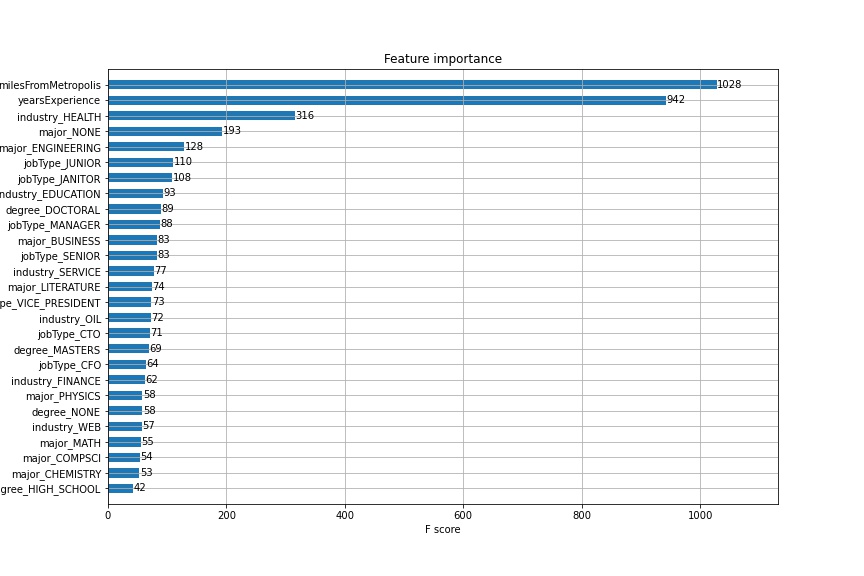 Feature importance
milesFromMetropolis 1028
yearsExperience 942
industry_HEALTH 316
major_NONE 193
major_ENGINEERING 128
jobType_JUNIOR 110
jobType_JANITOR 108
ndustry_EDUCATION 93
degree_DOCTORAL 89
jobType_MANAGER 88
major_BUSINESS 83
jobType_SENIOR 83
industry_SERVICE 77
major_LITERATURE 74
pe_VICE_PRESIDENT 73
industry_OIL 72
jobType_CTO 71
degree_MASTERS 69
jobType_CFO 64
industry_FINANCE 62
major_PHYSICS 58
degree_NONE 58
industry_WEB 57
major_MATH 55
major_COMPSCI 54
major_CHEMISTRY 53
gree_HIGH_SCHOOL 42
0 200 400 600 800 1000
F score